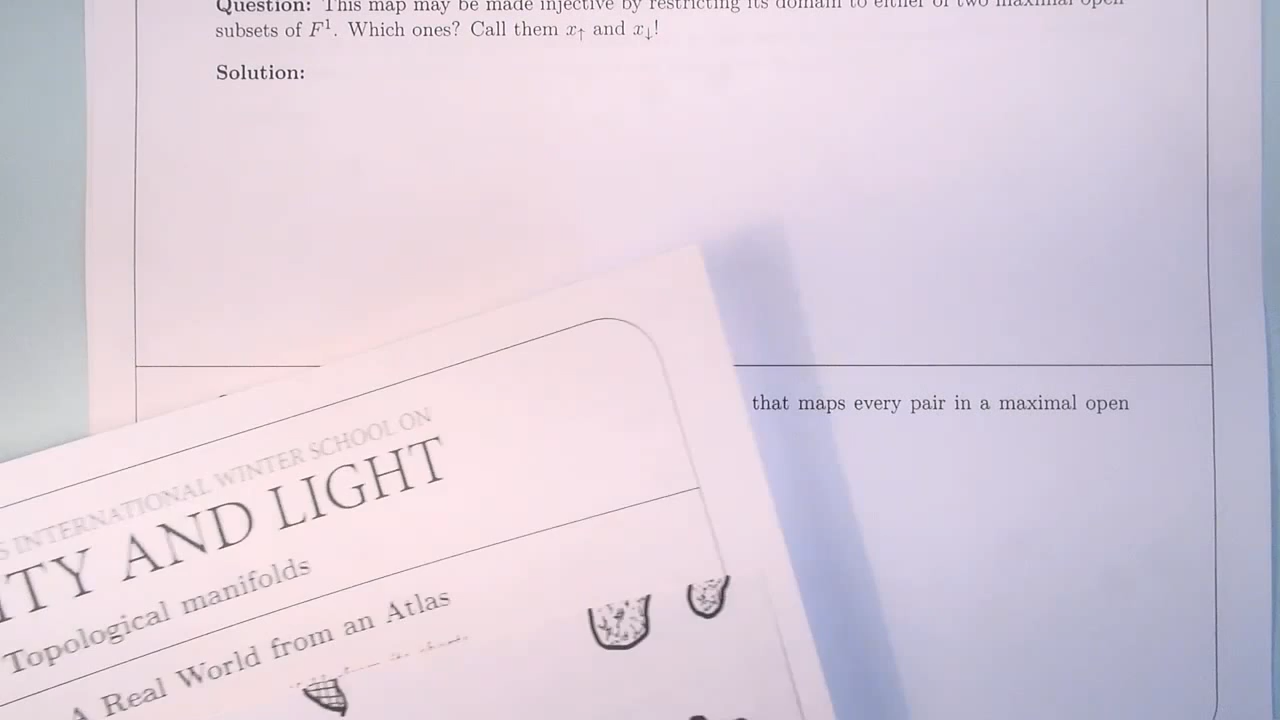 Question: This map may be made injective by restricting its domain to either of two maximal open
subsets of F¹. Which ones? Call them x↑ and x↓!
Solution:
that maps every pair in a maximal open
INTERNATIONAL WINTER SCHOOL ON
ITY AND LIGHT
Topological manifolds
A Real World from an Atlas